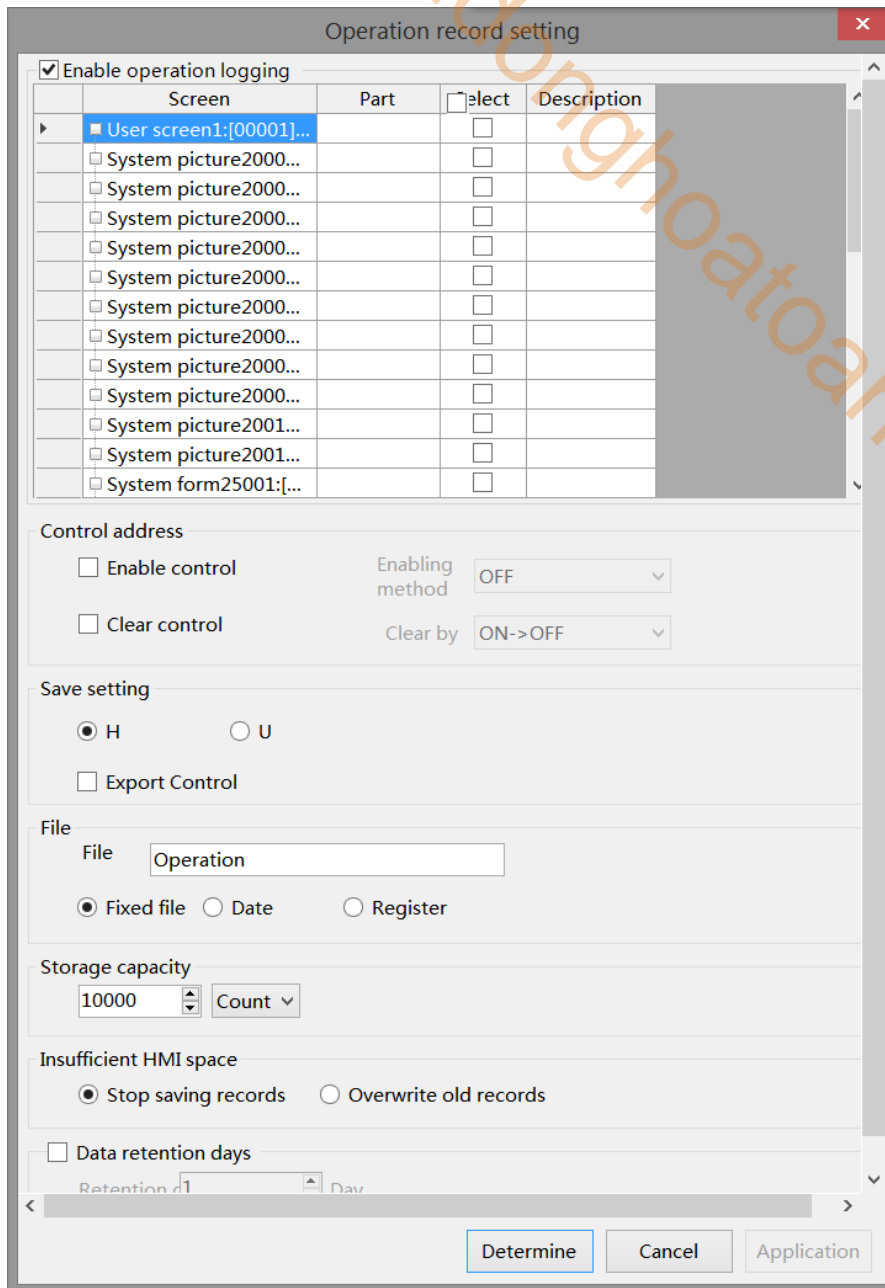 Operation record setting
Enable operation logging
Screen Part elect Description
User screen1:[00001]...
System picture2000...
System picture2000...
System picture2000...
System picture2000...
System picture2000...
System picture2000...
System picture2000...
System picture2000...
System picture2000...
System picture2001...
System picture2001...
System form25001:[...
Control address
Enable control Enabling method OFF
Clear control Clear by ON->OFF
Save setting
H U
Export Control
File
File Operation
Fixed file Date Register
Storage capacity
10000 Count
Insufficient HMI space
Stop saving records Overwrite old records
Data retention days
Retention 1 Day
Determine Cancel Application
donghoatoan